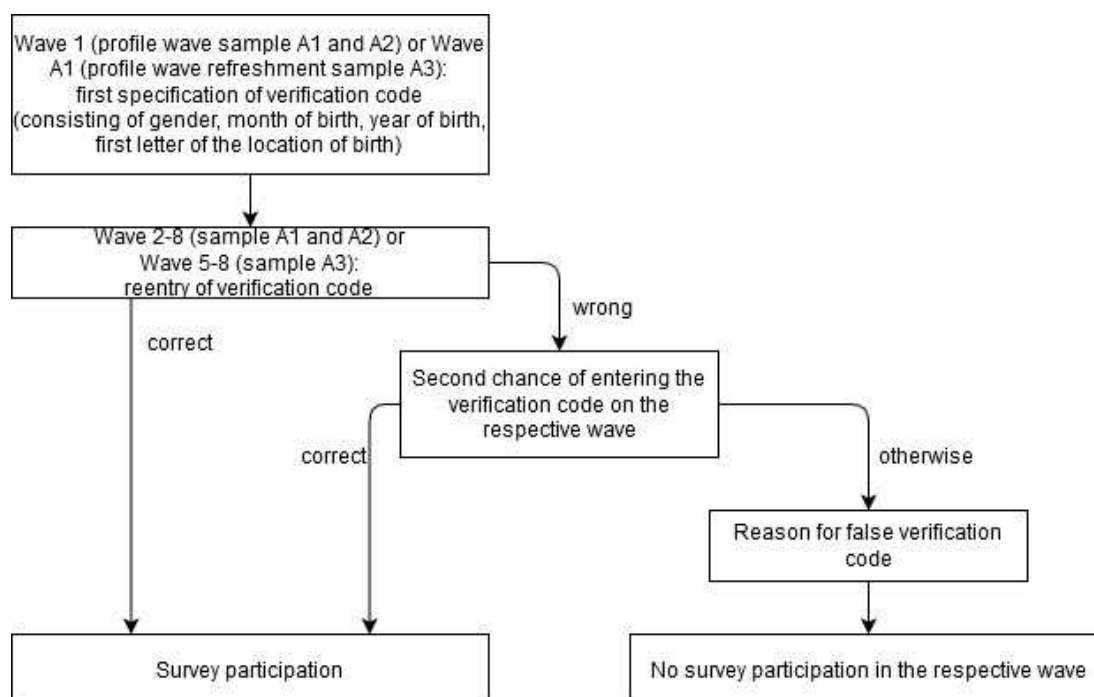 Wave 1 (profile wave sample A1 and A2) or Wave
A1 (profile wave refreshment sample A3):
first specification of verification code
(consisting of gender, month of birth, year of birth,
first letter of the location of birth)
Wave 2-8 (sample A1 and A2) or
Wave 5-8 (sample A3):
reentry of verification code
wrong
correct
Second chance of entering the
verification code on the
respective wave
correct
otherwise
Reason for false verification
code
Survey participation
No survey participation in the respective wave